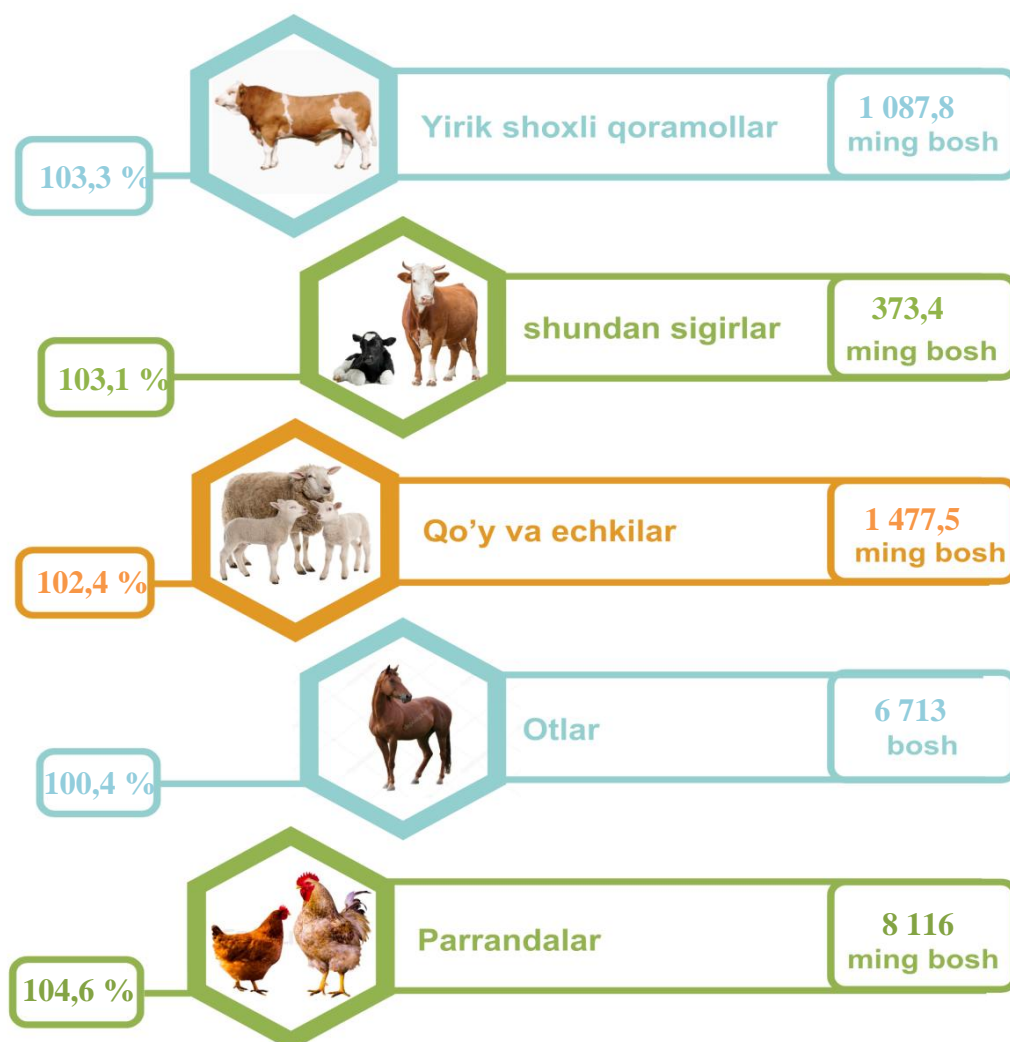 Yirik shoxli qoramollar
1 087,8
ming bosh
103,3 %
shundan sigirlar
373,4
ming bosh
103,1 %
Qo’y va echkilar
1 477,5
ming bosh
102,4 %
Otlar
6 713
bosh
100,4 %
Parrandalar
8 116
ming bosh
104,6 %